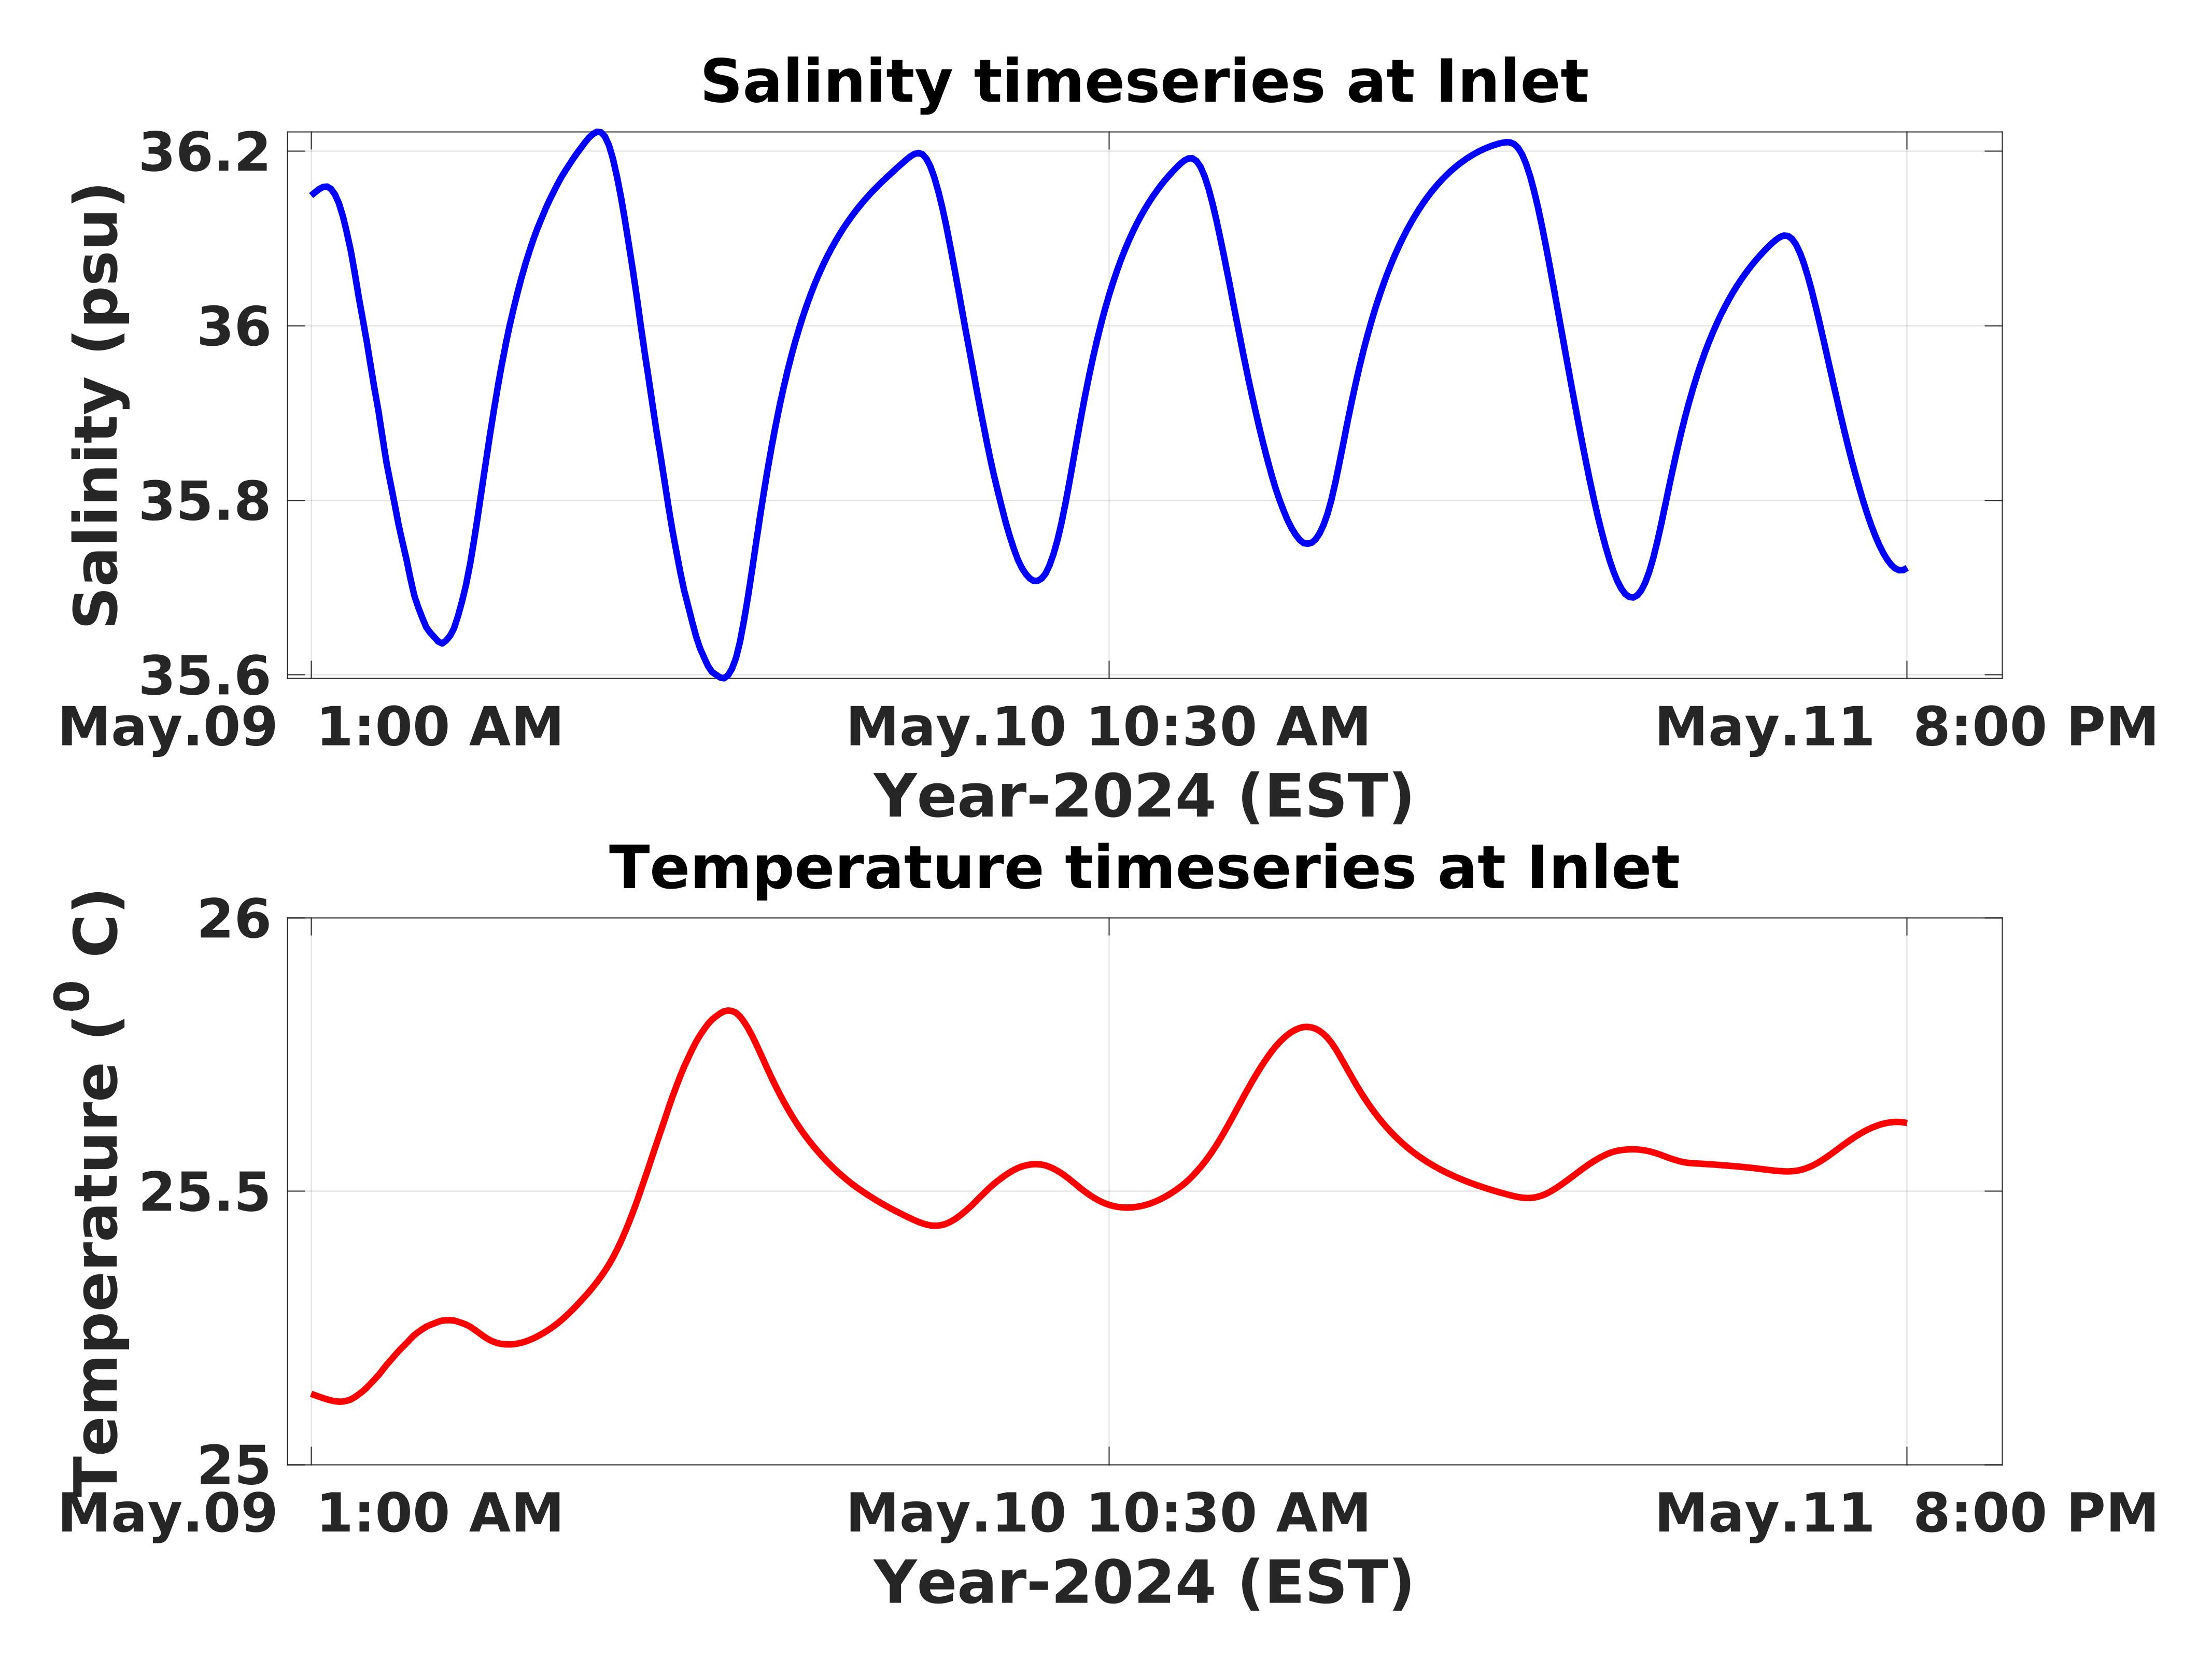 Salinity timeseries at Inlet
Salinity (psu)
36.2
36
35.8
35.6
May.09 1:00 AM
May.10 10:30 AM
May.11 8:00 PM
Year-2024 (EST)
Temperature timeseries at Inlet
Temperature (⁰ C)
26
25.5
25
May.09 1:00 AM
May.10 10:30 AM
May.11 8:00 PM
Year-2024 (EST)